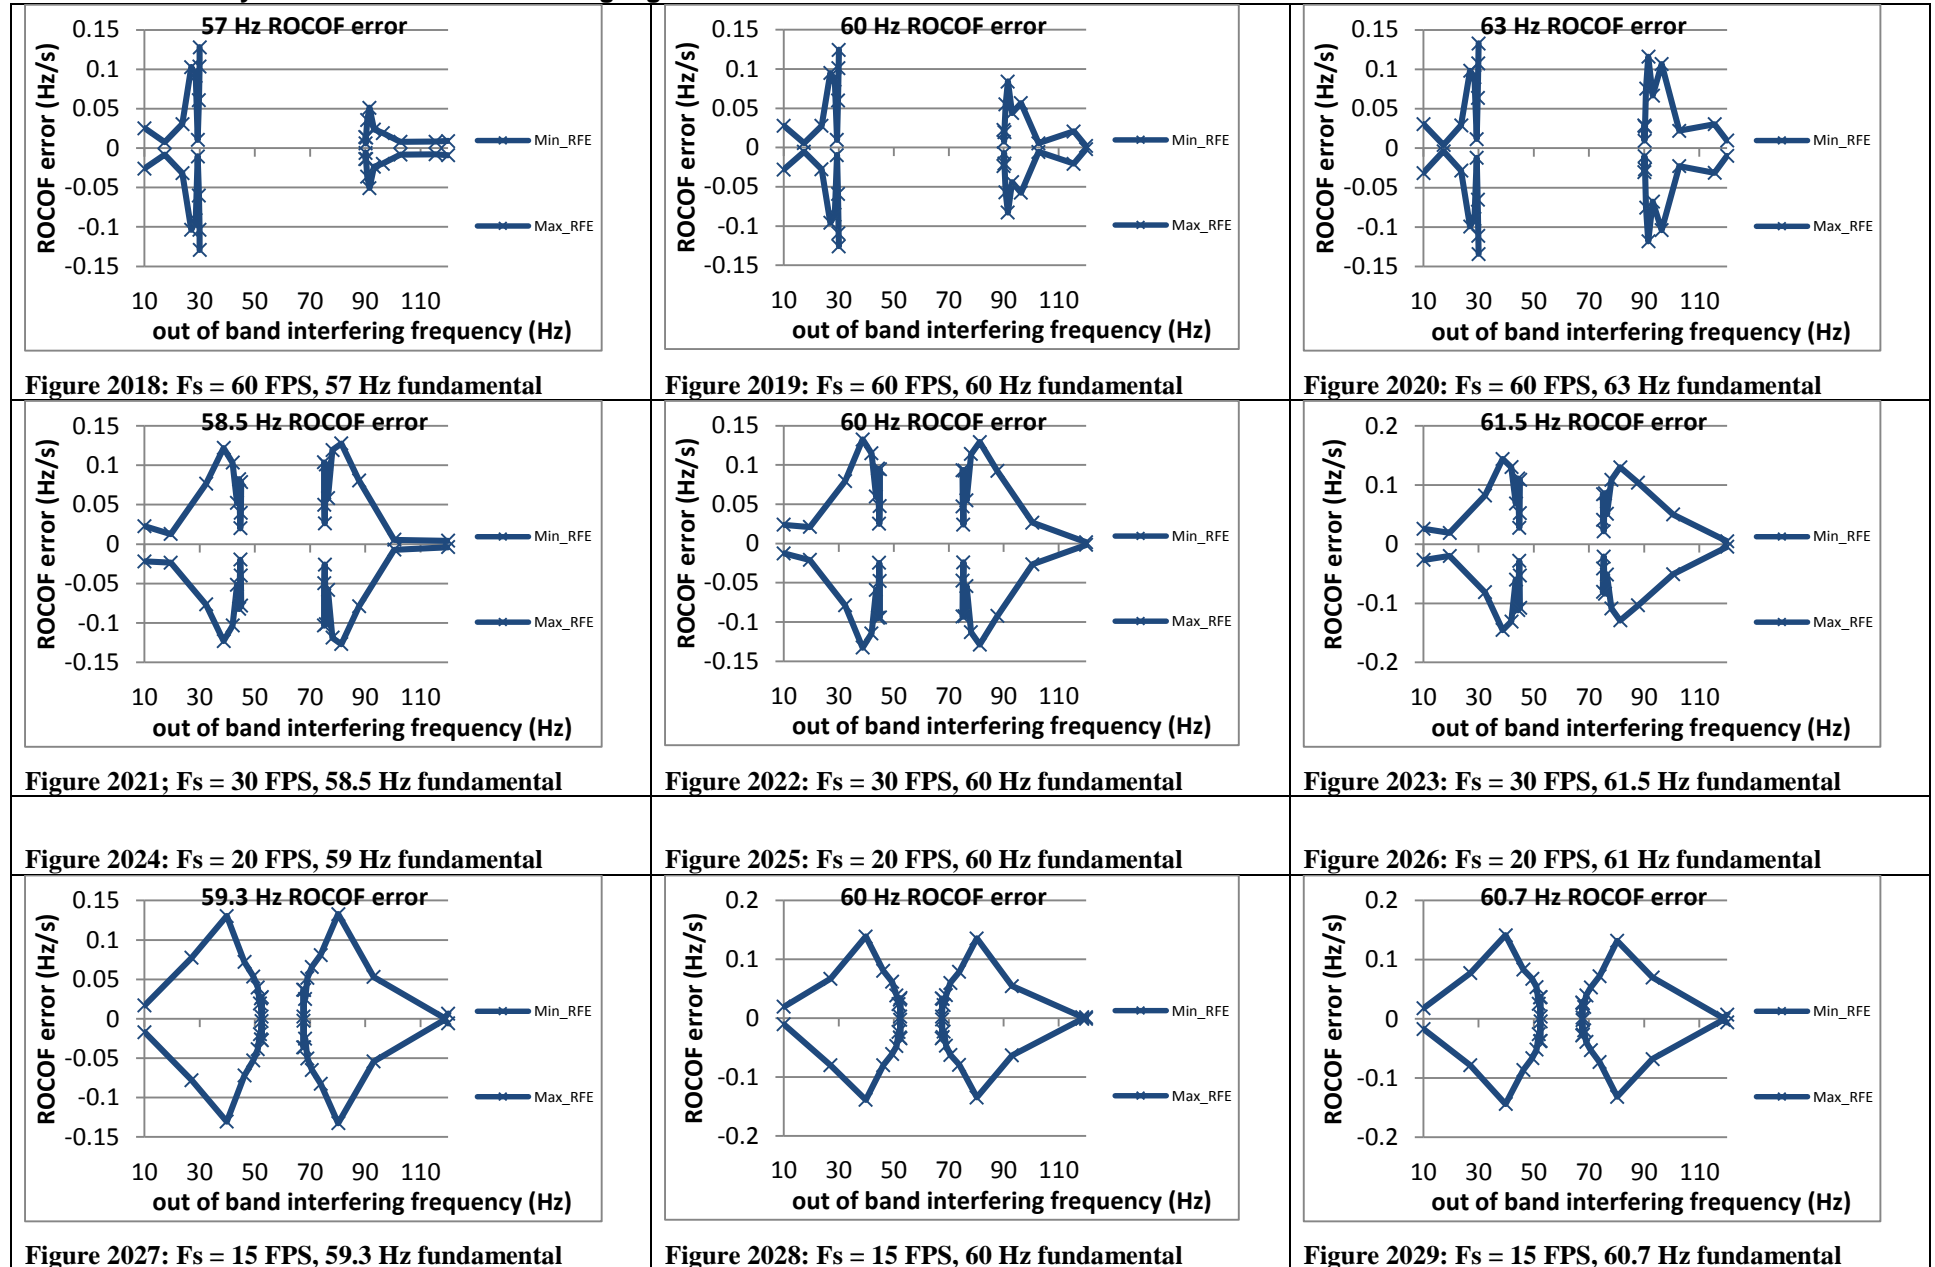 57 Hz ROCOF error
0.15
0.1
0.05
0
-0.05
-0.1
-0.15
ROCOF error (Hz/s)
10 30 50 70 90 110
out of band interfering frequency (Hz)
Min_RFE
Max_RFE
Figure 2018: Fs = 60 FPS, 57 Hz fundamental
60 Hz ROCOF error
0.15
0.1
0.05
0
-0.05
-0.1
-0.15
ROCOF error (Hz/s)
10 30 50 70 90 110
out of band interfering frequency (Hz)
Min_RFE
Max_RFE
Figure 2019: Fs = 60 FPS, 60 Hz fundamental
63 Hz ROCOF error
0.15
0.1
0.05
0
-0.05
-0.1
-0.15
ROCOF error (Hz/s)
10 30 50 70 90 110
out of band interfering frequency (Hz)
Min_RFE
Max_RFE
Figure 2020: Fs = 60 FPS, 63 Hz fundamental
58.5 Hz ROCOF error
0.15
0.1
0.05
0
-0.05
-0.1
-0.15
ROCOF error (Hz/s)
10 30 50 70 90 110
out of band interfering frequency (Hz)
Min_RFE
Max_RFE
Figure 2021; Fs = 30 FPS, 58.5 Hz fundamental
60 Hz ROCOF error
0.15
0.1
0.05
0
-0.05
-0.1
-0.15
ROCOF error (Hz/s)
10 30 50 70 90 110
out of band interfering frequency (Hz)
Min_RFE
Max_RFE
Figure 2022: Fs = 30 FPS, 60 Hz fundamental
61.5 Hz ROCOF error
0.2
0.1
0
-0.1
-0.2
ROCOF error (Hz/s)
10 30 50 70 90 110
out of band interfering frequency (Hz)
Min_RFE
Max_RFE
Figure 2023: Fs = 30 FPS, 61.5 Hz fundamental
Figure 2024: Fs = 20 FPS, 59 Hz fundamental
Figure 2025: Fs = 20 FPS, 60 Hz fundamental
Figure 2026: Fs = 20 FPS, 61 Hz fundamental
59.3 Hz ROCOF error
0.15
0.1
0.05
0
-0.05
-0.1
-0.15
ROCOF error (Hz/s)
10 30 50 70 90 110
out of band interfering frequency (Hz)
Min_RFE
Max_RFE
Figure 2027: Fs = 15 FPS, 59.3 Hz fundamental
60 Hz ROCOF error
0.2
0.1
0
-0.1
-0.2
ROCOF error (Hz/s)
10 30 50 70 90 110
out of band interfering frequency (Hz)
Min_RFE
Max_RFE
Figure 2028: Fs = 15 FPS, 60 Hz fundamental
60.7 Hz ROCOF error
0.2
0.1
0
-0.1
-0.2
ROCOF error (Hz/s)
10 30 50 70 90 110
out of band interfering frequency (Hz)
Min_RFE
Max_RFE
Figure 2029: Fs = 15 FPS, 60.7 Hz fundamental